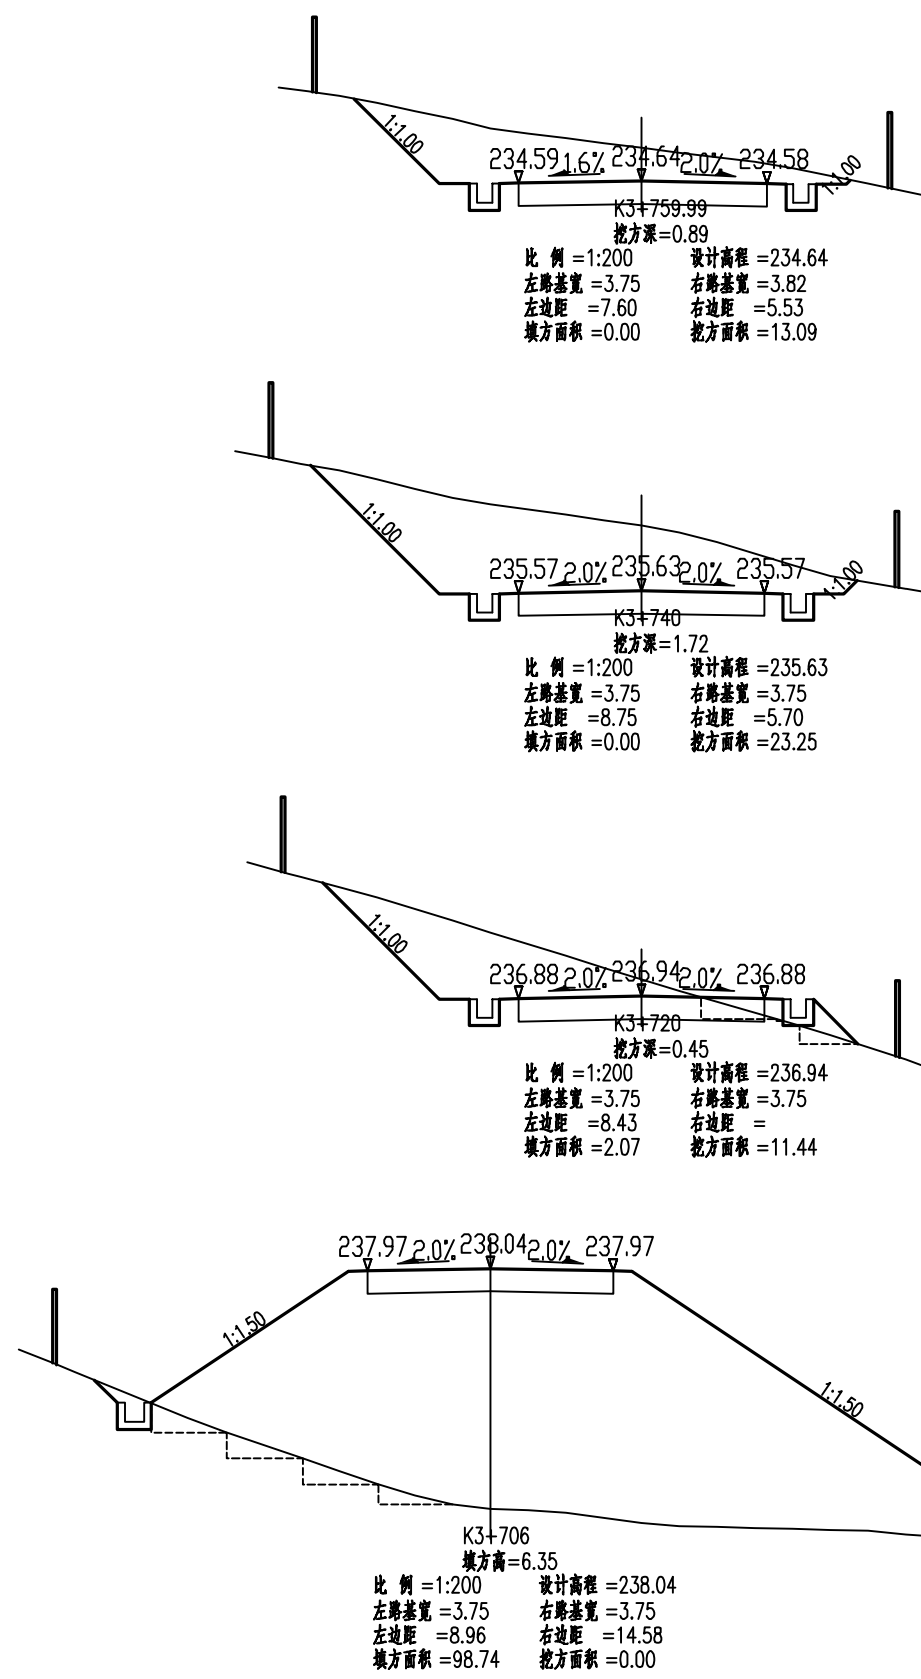 1:1.00
234.59 1.6% 234.64 2.0% 234.58
1:1.00
K3+759.99
挖方深=0.89
比 例 =1:200 设计高程 =234.64
左路基宽 =3.75 右路基宽 =3.82
左边距 =7.60 右边距 =5.53
填方面积 =0.00 挖方面积 =13.09
1:1.00
235.57 2.0% 235.63 2.0% 235.57
1:1.00
K3+740
挖方深=1.72
比 例 =1:200 设计高程 =235.63
左路基宽 =3.75 右路基宽 =3.75
左边距 =8.75 右边距 =5.70
填方面积 =0.00 挖方面积 =23.25
1:1.00
236.88 2.0% 236.94 2.0% 236.88
K3+720
挖方深=0.45
比 例 =1:200 设计高程 =236.94
左路基宽 =3.75 右路基宽 =3.75
左边距 =8.43 右边距 =
填方面积 =2.07 挖方面积 =11.44
237.97 2.0% 238.04 2.0% 237.97
1:1.50
1:1.50
K3+706
填方高=6.35
比 例 =1:200 设计高程 =238.04
左路基宽 =3.75 右路基宽 =3.75
左边距 =8.96 右边距 =14.58
填方面积 =98.74 挖方面积 =0.00